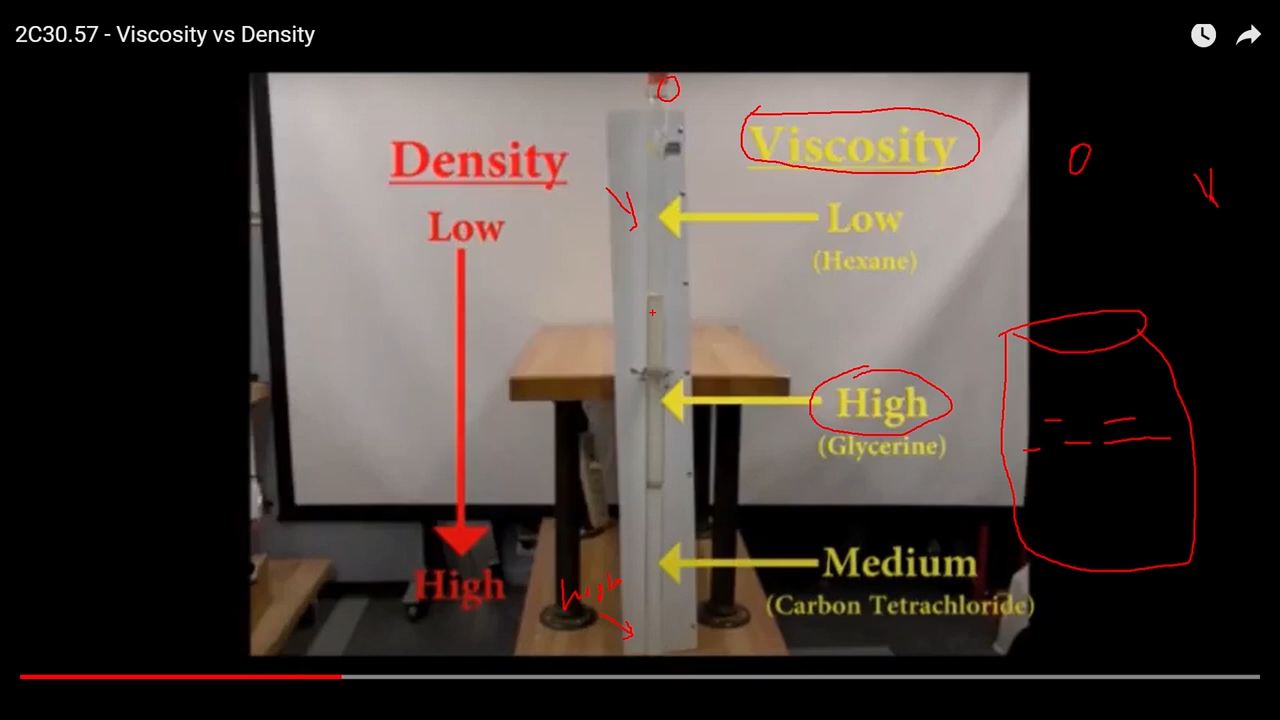 2C30.57 - Viscosity vs Density
Density
Viscosity
Low
Low
(Hexane)
High
(Glycerine)
Medium
(Carbon Tetrachloride)
High
high